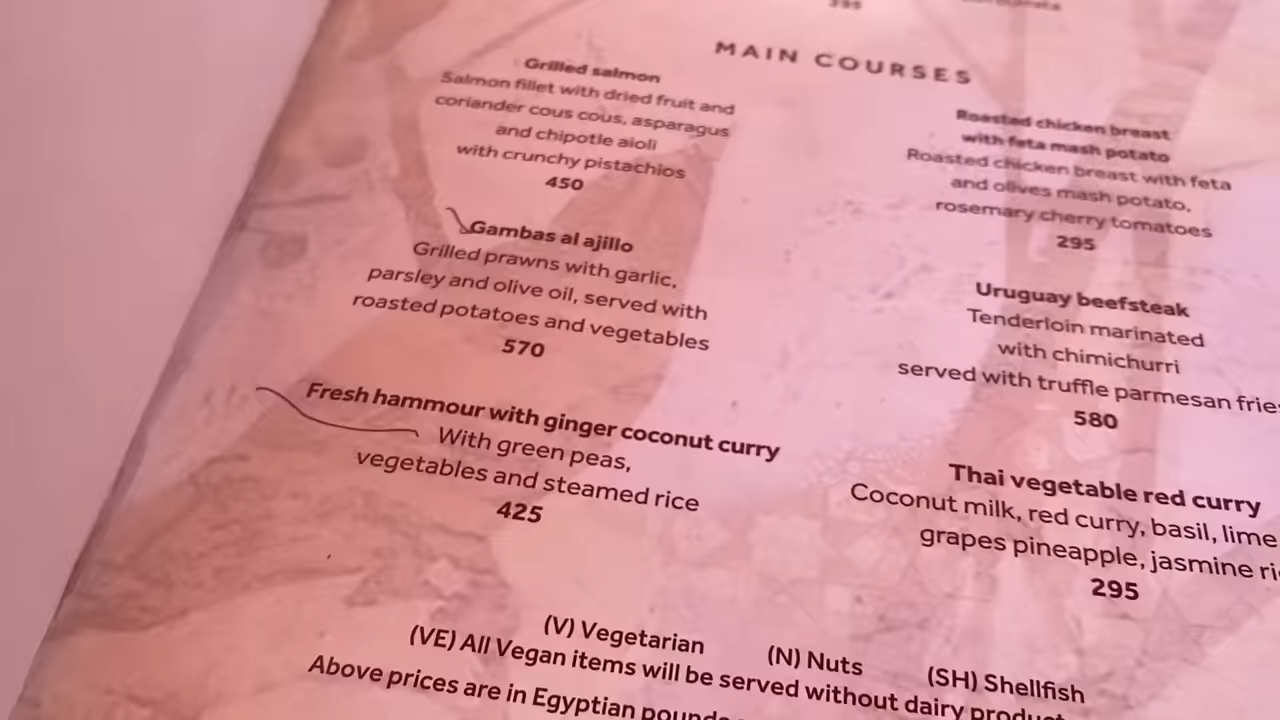 395
MAIN COURSES
Grilled salmon
Salmon fillet with dried fruit and
coriander cous cous, asparagus
and chipotle aioli
with crunchy pistachios
450
Gambas al ajillo
Grilled prawns with garlic,
parsley and olive oil, served with
roasted potatoes and vegetables
570
Fresh hammour with ginger coconut curry
With green peas,
vegetables and steamed rice
425
Roasted chicken breast
with feta mash potato
Roasted chicken breast with feta
and olives mash potato,
rosemary cherry tomatoes
295
Uruguay beefsteak
Tenderloin marinated
with chimichurri
served with truffle parmesan
580
Thai vegetable red curry
Coconut milk, red curry, basil, lime
grapes pineapple, jasmine
295
(V) Vegetarian (N) Nuts (SH) Shellfish
(VE) All Vegan items will be served without dairy
Above prices are in Egyptian